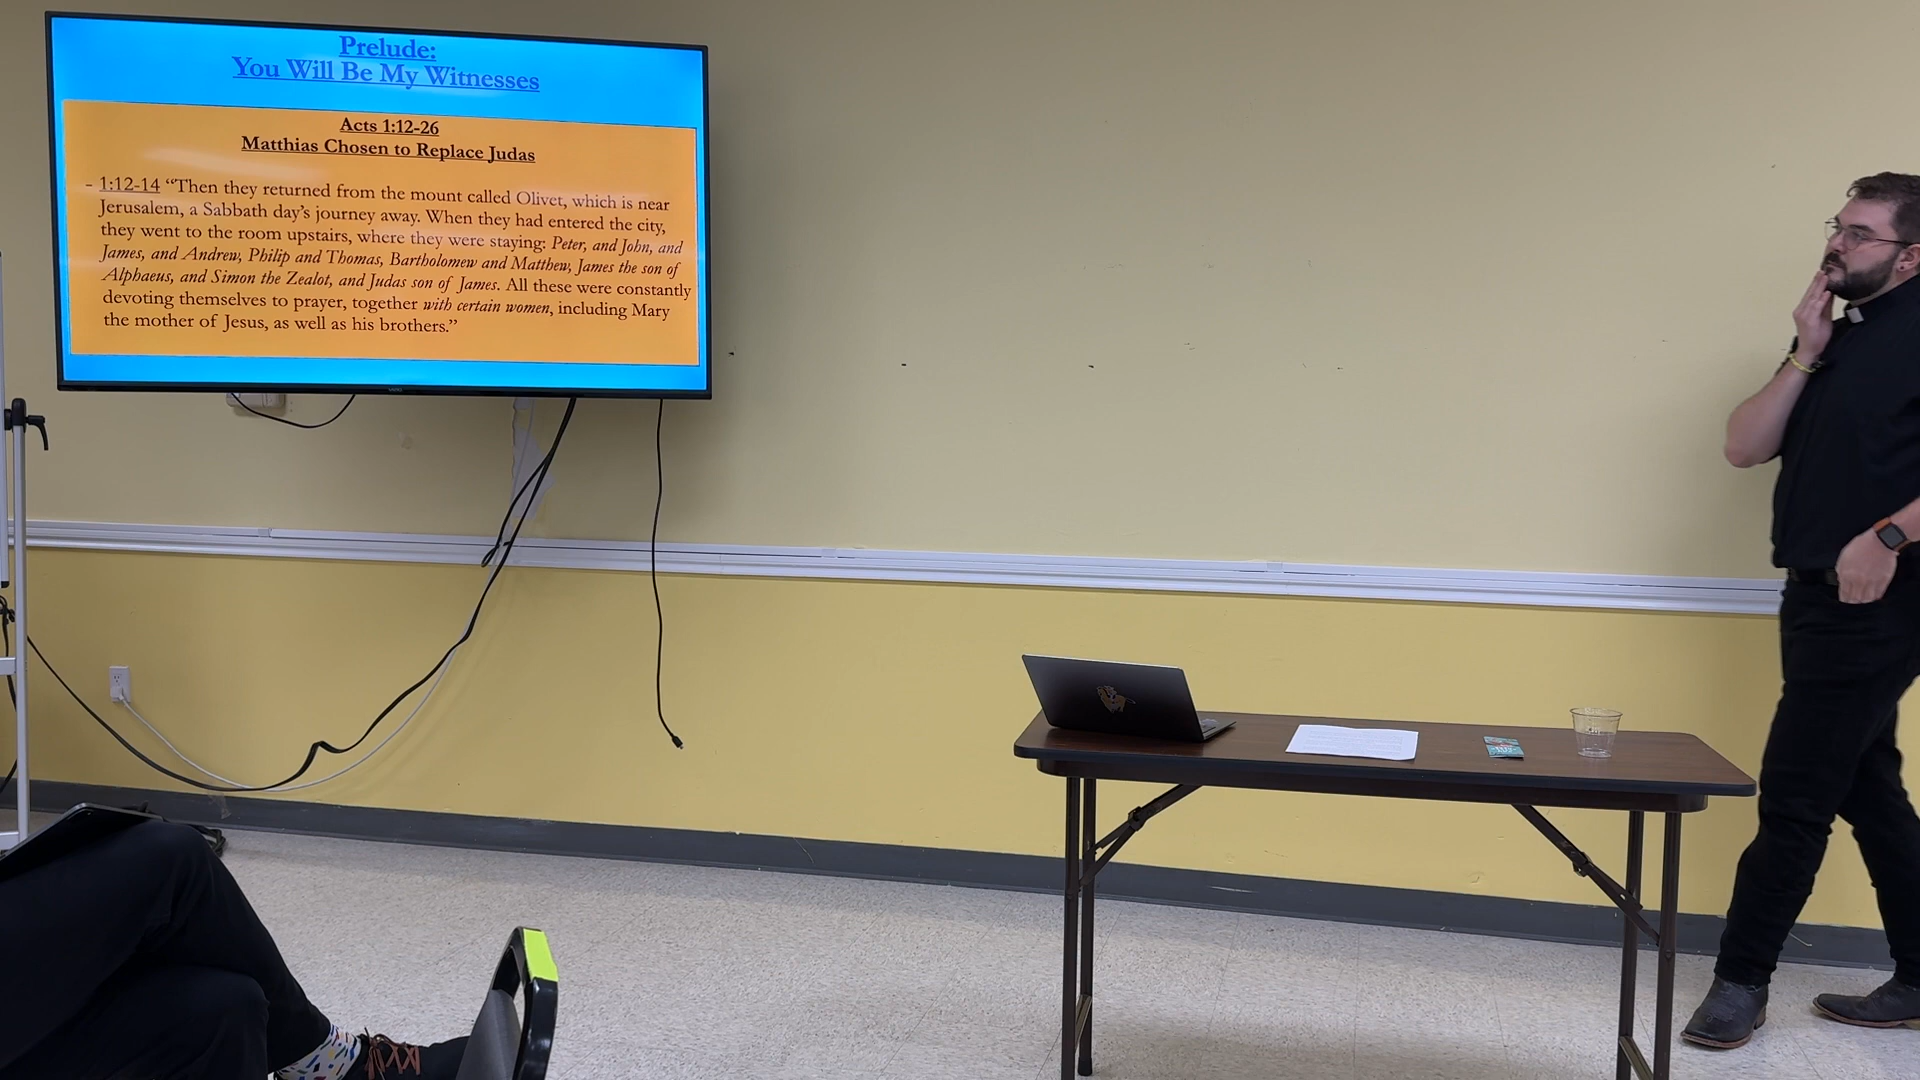 Prelude:
You Will Be My Witnesses
Acts 1:12-26
Matthias Chosen to Replace Judas
- 1:12-14 “Then they returned from the mount called Olivet, which is near
Jerusalem, a Sabbath day’s journey away. When they had entered the city,
they went to the room upstairs, where they were staying: Peter, and John, and
James, and Andrew, Philip and Thomas, Bartholomew and Matthew, James the son of
Alphaeus, and Simon the Zealot, and Judas son of James. All these were constantly
devoting themselves to prayer, together with certain women, including Mary
the mother of Jesus, as well as his brothers.”